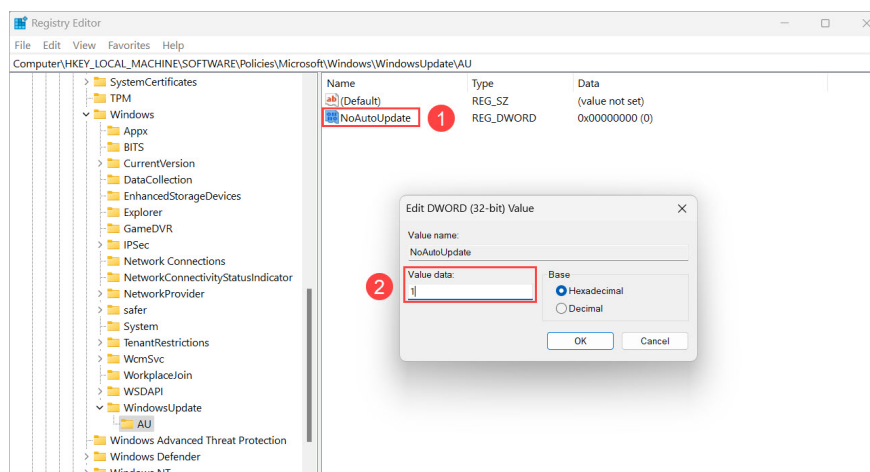 Registry Editor
File Edit View Favorites Help
Computer\HKEY_LOCAL_MACHINE\SOFTWARE\Policies\Microsoft\Windows\WindowsUpdate\AU
SystemCertificates
TPM
Windows
Appx
BITS
CurrentVersion
DataCollection
EnhancedStorageDevices
Explorer
GameDVR
IPSec
Network Connections
NetworkConnectivityStatusIndicator
NetworkProvider
safer
System
TenantRestrictions
WcmSvc
WorkplaceJoin
WSDAPI
WindowsUpdate
AU
Windows Advanced Threat Protection
Windows Defender
Windows NT
Name Type Data
ab (Default) REG_SZ (value not set)
NoAutoUpdate 1 REG_DWORD 0x00000000 (0)
Edit DWORD (32-bit) Value
Value name:
NoAutoUpdate
Value data:
2 1
Base
Hexadecimal
Decimal
OK Cancel